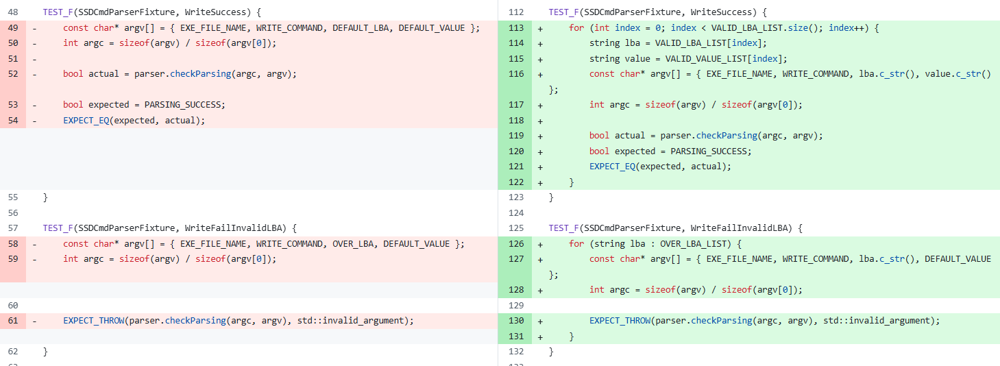 48 TEST_F(SSDCmdParserFixture, WriteSuccess) {
49 - const char* argv[] = { EXE_FILE_NAME, WRITE_COMMAND, DEFAULT_LBA, DEFAULT_VALUE };
50 - int argc = sizeof(argv) / sizeof(argv[0]);
51 -
52 - bool actual = parser.checkParsing(argc, argv);
53 - bool expected = PARSING_SUCCESS;
54 - EXPECT_EQ(expected, actual);
55 }
56
57 TEST_F(SSDCmdParserFixture, WriteFailInvalidLBA) {
58 - const char* argv[] = { EXE_FILE_NAME, WRITE_COMMAND, OVER_LBA, DEFAULT_VALUE };
59 - int argc = sizeof(argv) / sizeof(argv[0]);
60
61 - EXPECT_THROW(parser.checkParsing(argc, argv), std::invalid_argument);
62 }
112 TEST_F(SSDCmdParserFixture, WriteSuccess) {
113 + for (int index = 0; index < VALID_LBA_LIST.size(); index++) {
114 + string lba = VALID_LBA_LIST[index];
115 + string value = VALID_VALUE_LIST[index];
116 + const char* argv[] = { EXE_FILE_NAME, WRITE_COMMAND, lba.c_str(), value.c_str()
};
117 + int argc = sizeof(argv) / sizeof(argv[0]);
118 +
119 + bool actual = parser.checkParsing(argc, argv);
120 + bool expected = PARSING_SUCCESS;
121 + EXPECT_EQ(expected, actual);
122 + }
123 }
124
125 TEST_F(SSDCmdParserFixture, WriteFailInvalidLBA) {
126 + for (string lba : OVER_LBA_LIST) {
127 + const char* argv[] = { EXE_FILE_NAME, WRITE_COMMAND, lba.c_str(), DEFAULT_VALUE
};
128 + int argc = sizeof(argv) / sizeof(argv[0]);
129
130 + EXPECT_THROW(parser.checkParsing(argc, argv), std::invalid_argument);
131 + }
132 }